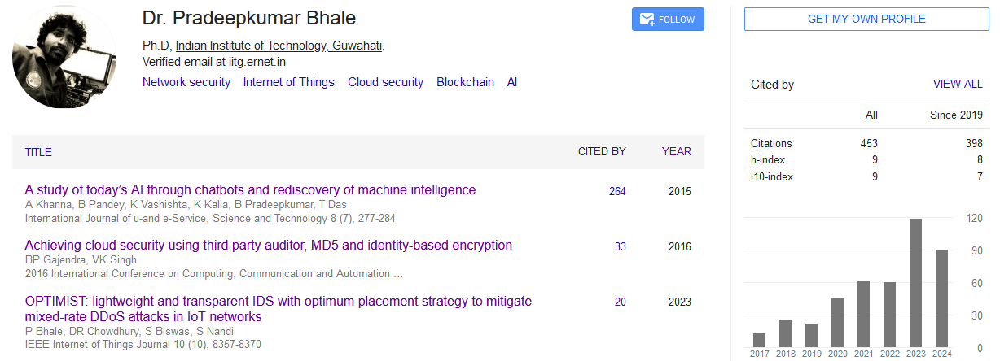 Dr. Pradeepkumar Bhale
FOLLOW
Ph.D, Indian Institute of Technology, Guwahati.
Verified email at iitg.ernet.in
Network security Internet of Things Cloud security Blockchain AI
TITLE CITED BY YEAR
A study of today’s AI through chatbots and rediscovery of machine intelligence 264 2015
A Khanna, B Pandey, K Vashishta, K Kalia, B Pradeepkumar, T Das
International Journal of u-and e-Service, Science and Technology 8 (7), 277-284
Achieving cloud security using third party auditor, MD5 and identity-based encryption 33 2016
BP Gajendra, VK Singh
2016 International Conference on Computing, Communication and Automation …
OPTIMIST: lightweight and transparent IDS with optimum placement strategy to mitigate 20 2023
mixed-rate DDoS attacks in IoT networks
P Bhale, DR Chowdhury, S Biswas, S Nandi
IEEE Internet of Things Journal 10 (10), 8357-8370
GET MY OWN PROFILE
Cited by VIEW ALL
All Since 2019
Citations 453 398
h-index 9 8
i10-index 9 7
120
90
60
30
0
2017 2018 2019 2020 2021 2022 2023 2024